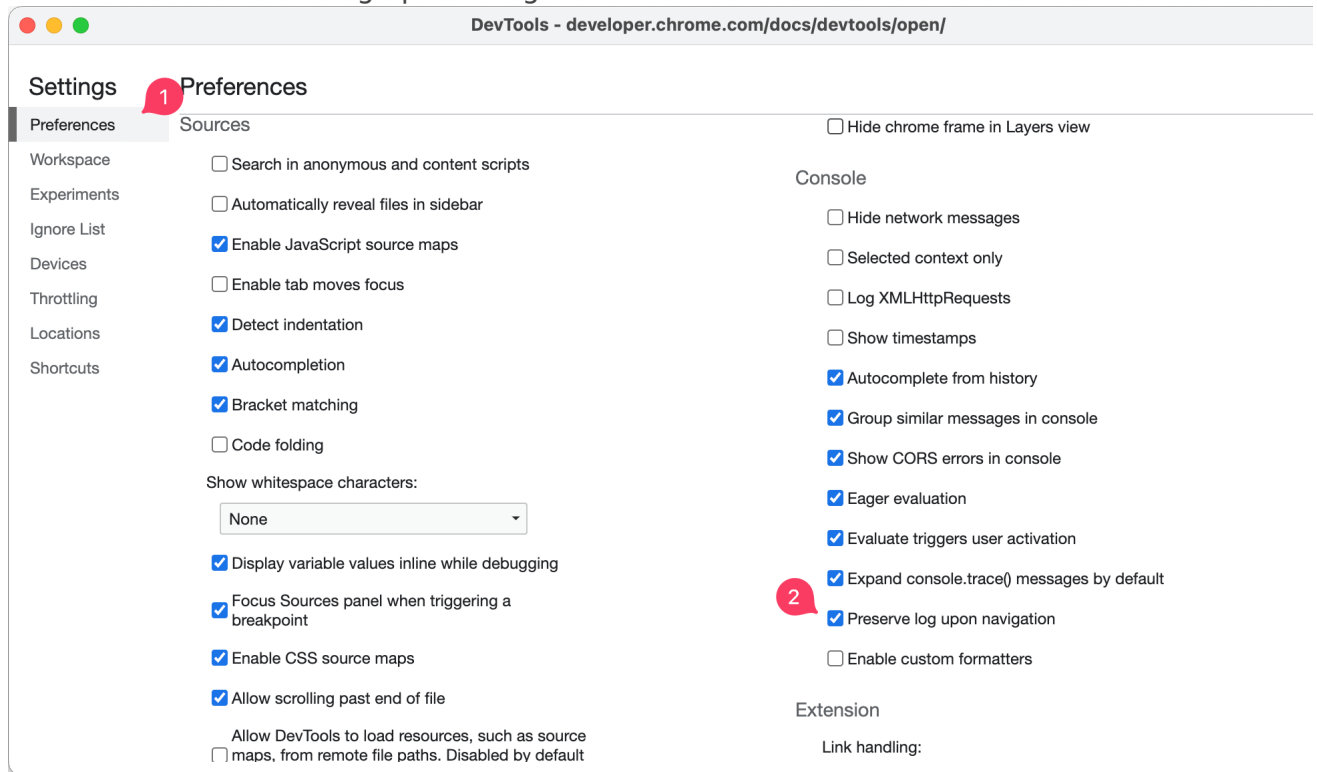 DevTools - developer.chrome.com/docs/devtools/open/
Settings
1
Preferences
Workspace
Experiments
Ignore List
Devices
Throttling
Locations
Shortcuts
Preferences
Sources
Search in anonymous and content scripts
Automatically reveal files in sidebar
Enable JavaScript source maps
Enable tab moves focus
Detect indentation
Autocompletion
Bracket matching
Code folding
Show whitespace characters:
None
Display variable values inline while debugging
Focus Sources panel when triggering a
breakpoint
Enable CSS source maps
Allow scrolling past end of file
Allow DevTools to load resources, such as source
maps, from remote file paths. Disabled by default
Hide chrome frame in Layers view
Console
Hide network messages
Selected context only
Log XMLHttpRequests
Show timestamps
Autocomplete from history
Group similar messages in console
Show CORS errors in console
Eager evaluation
Evaluate triggers user activation
Expand console.trace() messages by default
2
Preserve log upon navigation
Enable custom formatters
Extension
Link handling: